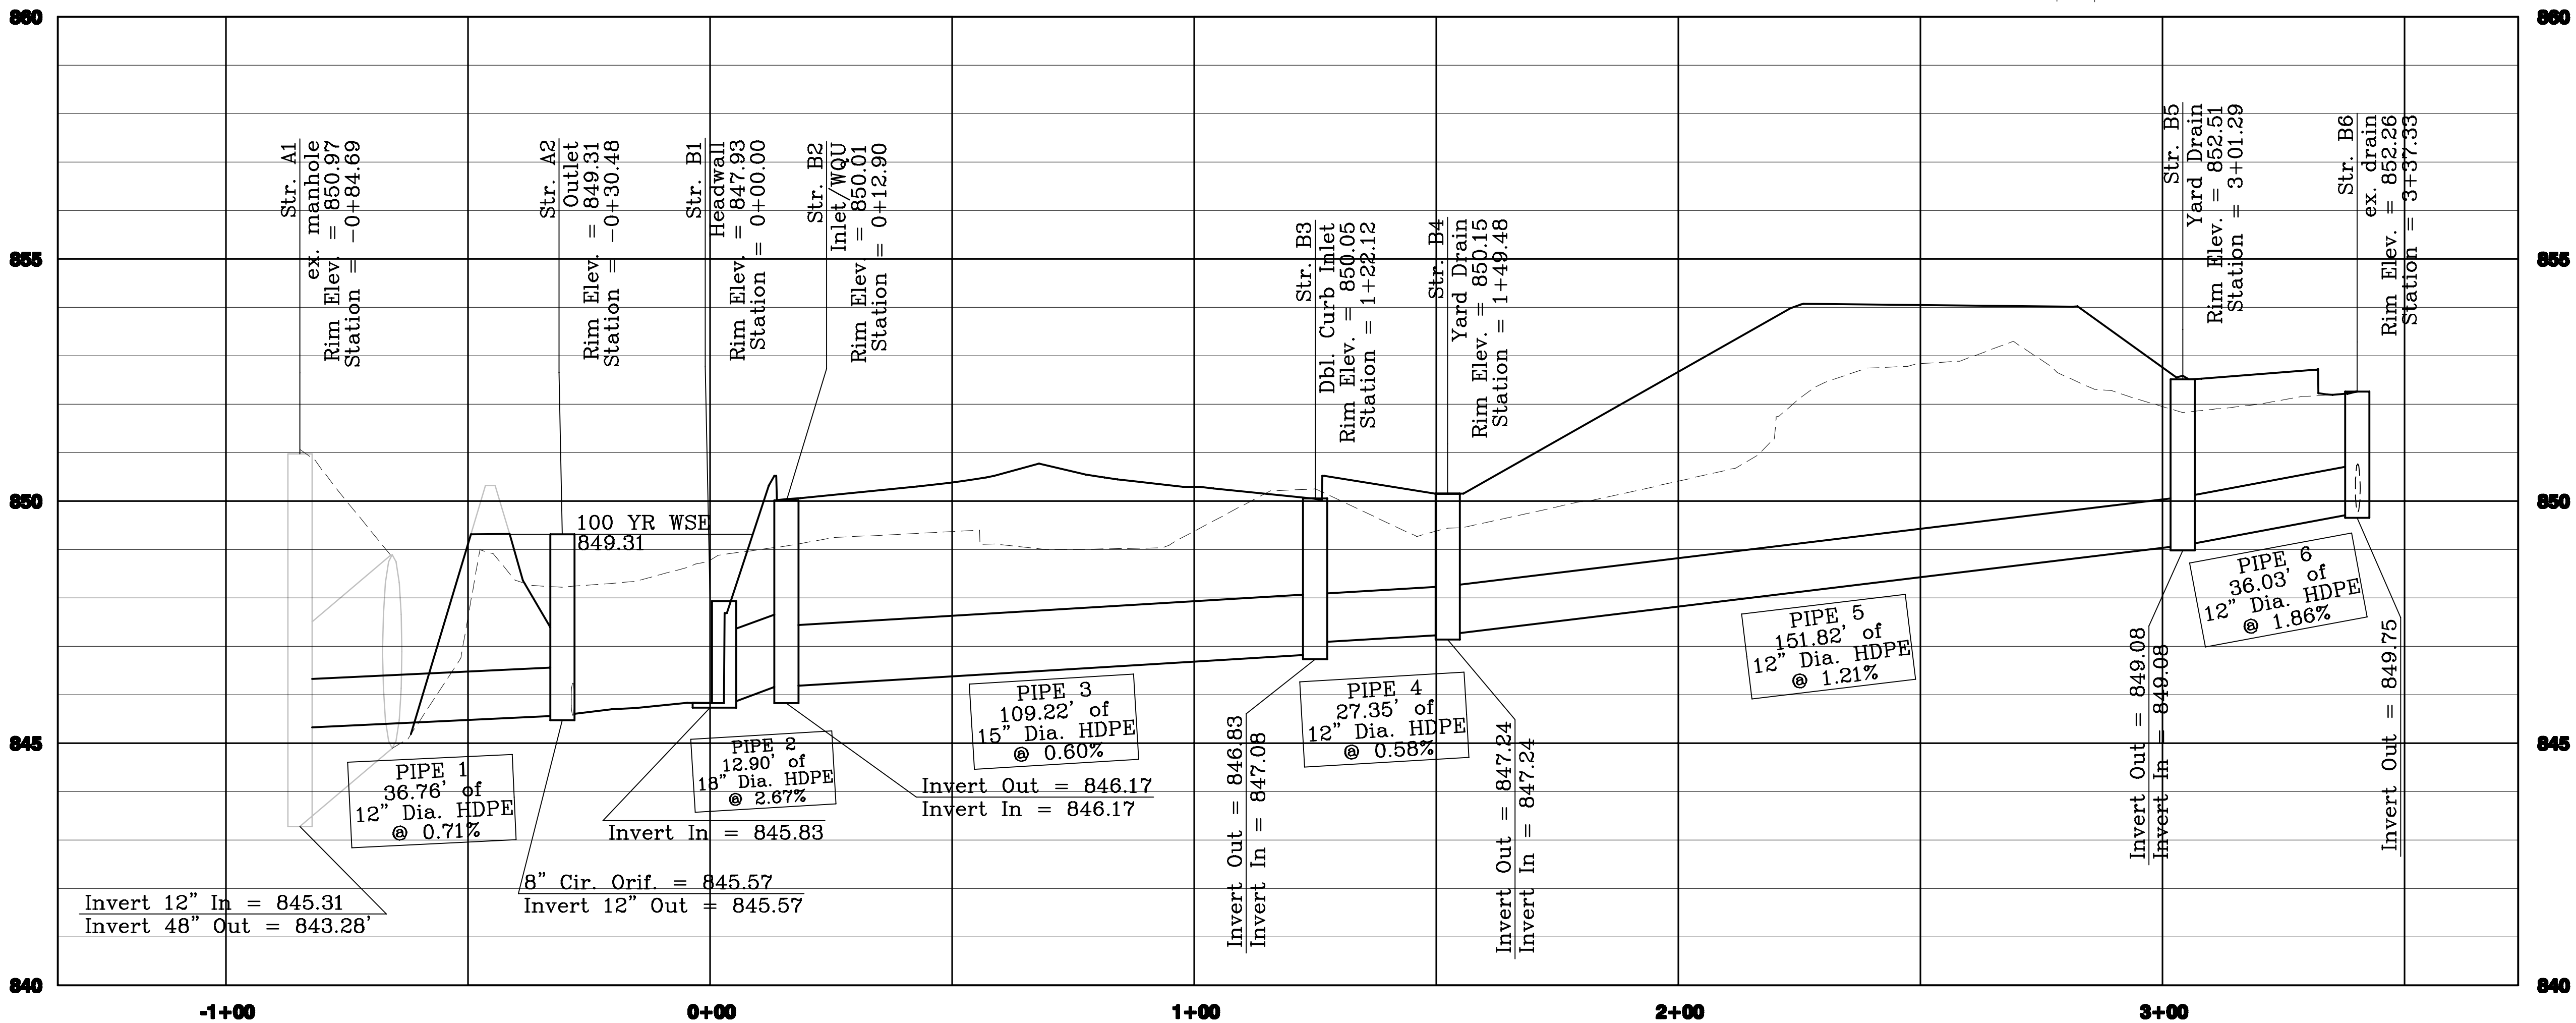 860
860
Str. A1
ex. manhole
Rim Elev. = 850.97
Station = -0+84.69
Str. A2
Outlet
Rim Elev. = 849.31
Station = -0+30.48
Str. B1
Headwall
Rim Elev. = 847.93
Station = 0+00.00
Str. B2
Inlet/WQU
Rim Elev. = 850.01
Station = 0+12.90
Str. B3
Dbl. Curb Inlet
Rim Elev. = 850.05
Station = 1+22.12
Str. B4
Yard Drain
Rim Elev. = 850.15
Station = 1+49.48
Str. B5
Yard Drain
Rim Elev. = 852.51
Station = 3+01.29
Str. B6
ex. drain
Rim Elev. = 852.26
Station = 3+37.33
855
855
850
850
100 YR WSE
849.31
845
845
PIPE 1
36.76' of
12" Dia. HDPE
@ 0.71%
PIPE 2
12.90' of
18" Dia. HDPE
@ 2.67%
PIPE 3
109.22' of
15" Dia. HDPE
@ 0.60%
PIPE 4
27.35' of
12" Dia. HDPE
@ 0.58%
PIPE 5
151.82' of
12" Dia. HDPE
@ 1.21%
PIPE 6
36.03' of
12" Dia. HDPE
@ 1.86%
Invert 12" In = 845.31
Invert 48" Out = 843.28'
8" Cir. Orif. = 845.57
Invert 12" Out = 845.57
Invert In = 845.83
Invert Out = 846.17
Invert In = 846.17
Invert Out = 846.83
Invert In = 847.08
Invert Out = 847.24
Invert In = 847.24
Invert Out = 849.08
Invert In = 849.08
Invert Out = 849.75
840
840
-1+00
0+00
1+00
2+00
3+00